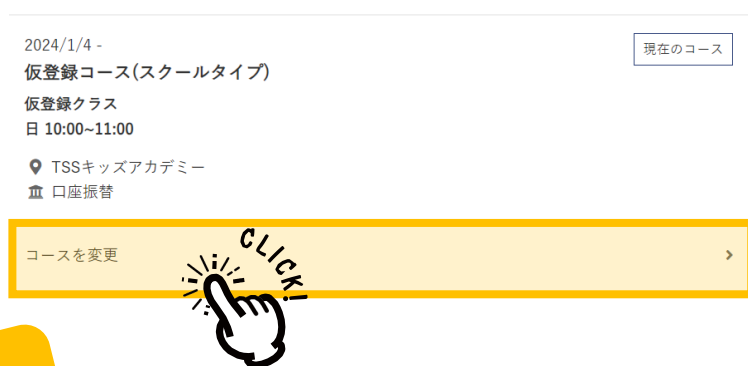 2024/1/4 -
現在のコース
仮登録コース(スクールタイプ)
仮登録クラス
日 10:00~11:00
TSSキッズアカデミー
口座振替
コースを変更
CLICK!